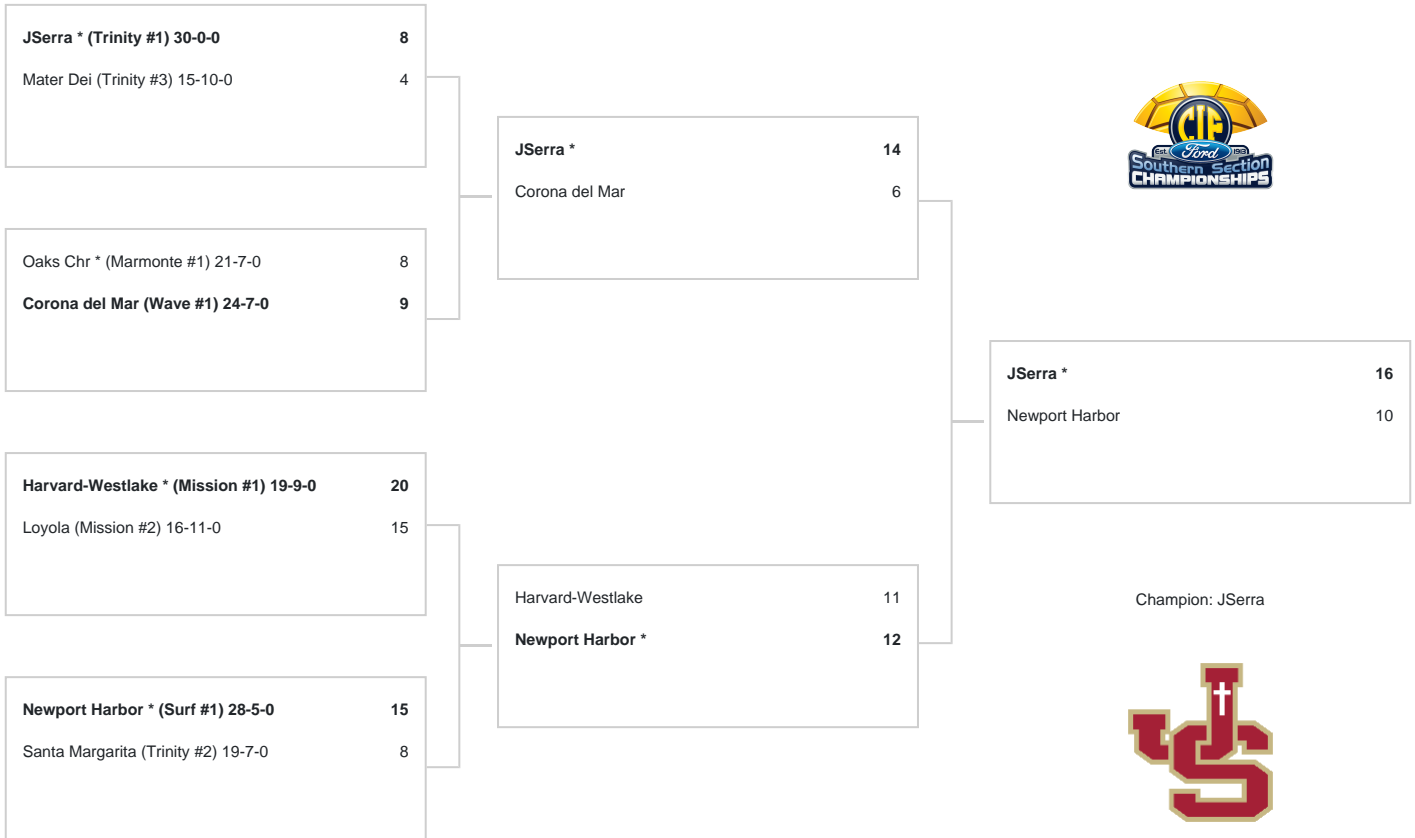 JSerra * (Trinity #1) 30-0-0 8
Mater Dei (Trinity #3) 15-10-0 4
Oaks Chr * (Marmonte #1) 21-7-0 8
Corona del Mar (Wave #1) 24-7-0 9
Harvard-Westlake * (Mission #1) 19-9-0 20
Loyola (Mission #2) 16-11-0 15
Newport Harbor * (Surf #1) 28-5-0 15
Santa Margarita (Trinity #2) 19-7-0 8
JSerra * 14
Corona del Mar 6
Harvard-Westlake 11
Newport Harbor * 12
JSerra * 16
Newport Harbor 10
CIF
Est. Ford 1913
Southern Section
CHAMPIONSHIPS
Champion: JSerra
JS